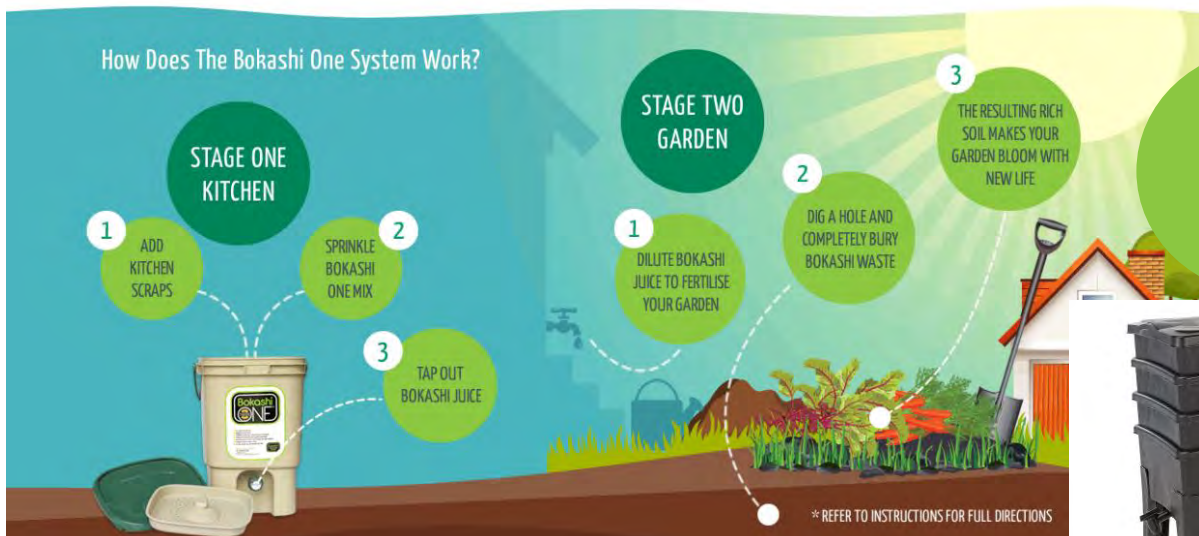 How Does The Bokashi One System Work?
STAGE ONE
KITCHEN
1
ADD
KITCHEN
SCRAPS
2
SPRINKLE
BOKASHI
ONE MIX
3
TAP OUT
BOKASHI JUICE
Bokashi
ONE
STAGE TWO
GARDEN
1
DILUTE BOKASHI
JUICE TO FERTILISE
YOUR GARDEN
2
DIG A HOLE AND
COMPLETELY BURY
BOKASHI WASTE
3
THE RESULTING RICH
SOIL MAKES YOUR
GARDEN BLOOM WITH
NEW LIFE
* REFER TO INSTRUCTIONS FOR FULL DIRECTIONS